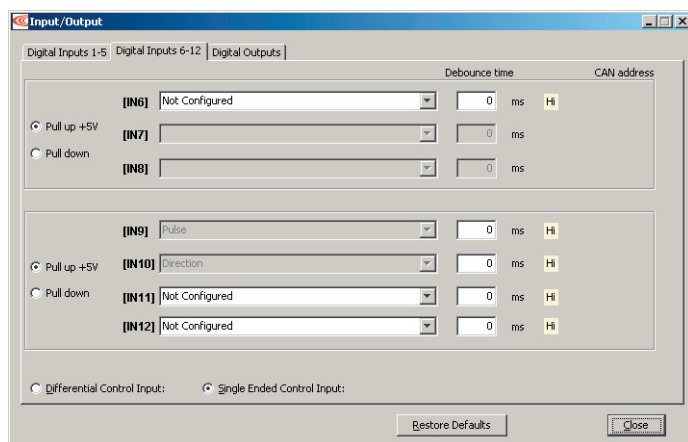 Input/Output
Digital Inputs 1-5 Digital Inputs 6-12 Digital Outputs
Debounce time CAN address
[IN6] Not Configured 0 ms Hi
Pull up +5V
[IN7] 0 ms
Pull down
[IN8] 0 ms
[IN9] Pulse 0 ms Hi
[IN10] Direction 0 ms Hi
Pull up +5V
Pull down
[IN11] Not Configured 0 ms Hi
[IN12] Not Configured 0 ms Hi
Differential Control Input: Single Ended Control Input:
Restore Defaults Close